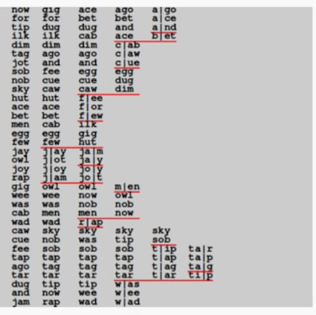 now gig ace ago a|go
for for bet bet a|ce
tip dug dug and a|nd
ilk ilk cab ace b|et
dim dim dim c|ab
tag ago ago c|aw
jot and and c|ue
sob fee egg egg
nob cue cue dug
sky caw caw dim
hut hut f|ee
ace ace f|or
bet bet f|ew
men cab ilk
egg egg gig
few few hut
jay j|ay ja|m
owl j|ot ja|y
joy j|oy jo|y
rap j|am jo|t
gig owl owl m|en
wee wee now owl
was was nob nob
cab men men now
wad wad r|ap
caw sky sky sky sky
cue nob was tip sob
fee sob sob sob t|ip ta|r
tap tap tap tap t|ap ta|p
ago tag tag tag t|ag ta|g
tar tar tar tar t|ar ti|p
dug tip tip w|as
and now wee w|ee
jam rap wad w|ad